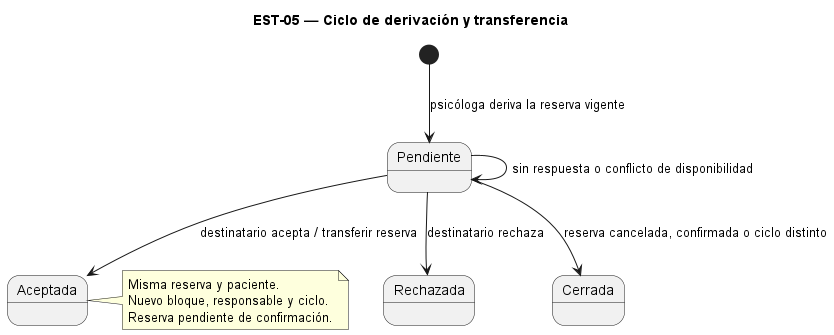 EST-05 — Ciclo de derivación y transferencia
psicóloga deriva la reserva vigente
Pendiente
sin respuesta o conflicto de disponibilidad
destinatario acepta / transferir reserva
destinatario rechaza
reserva cancelada, confirmada o ciclo distinto
Aceptada
Misma reserva y paciente.
Nuevo bloque, responsable y ciclo.
Reserva pendiente de confirmación.
Rechazada
Cerrada